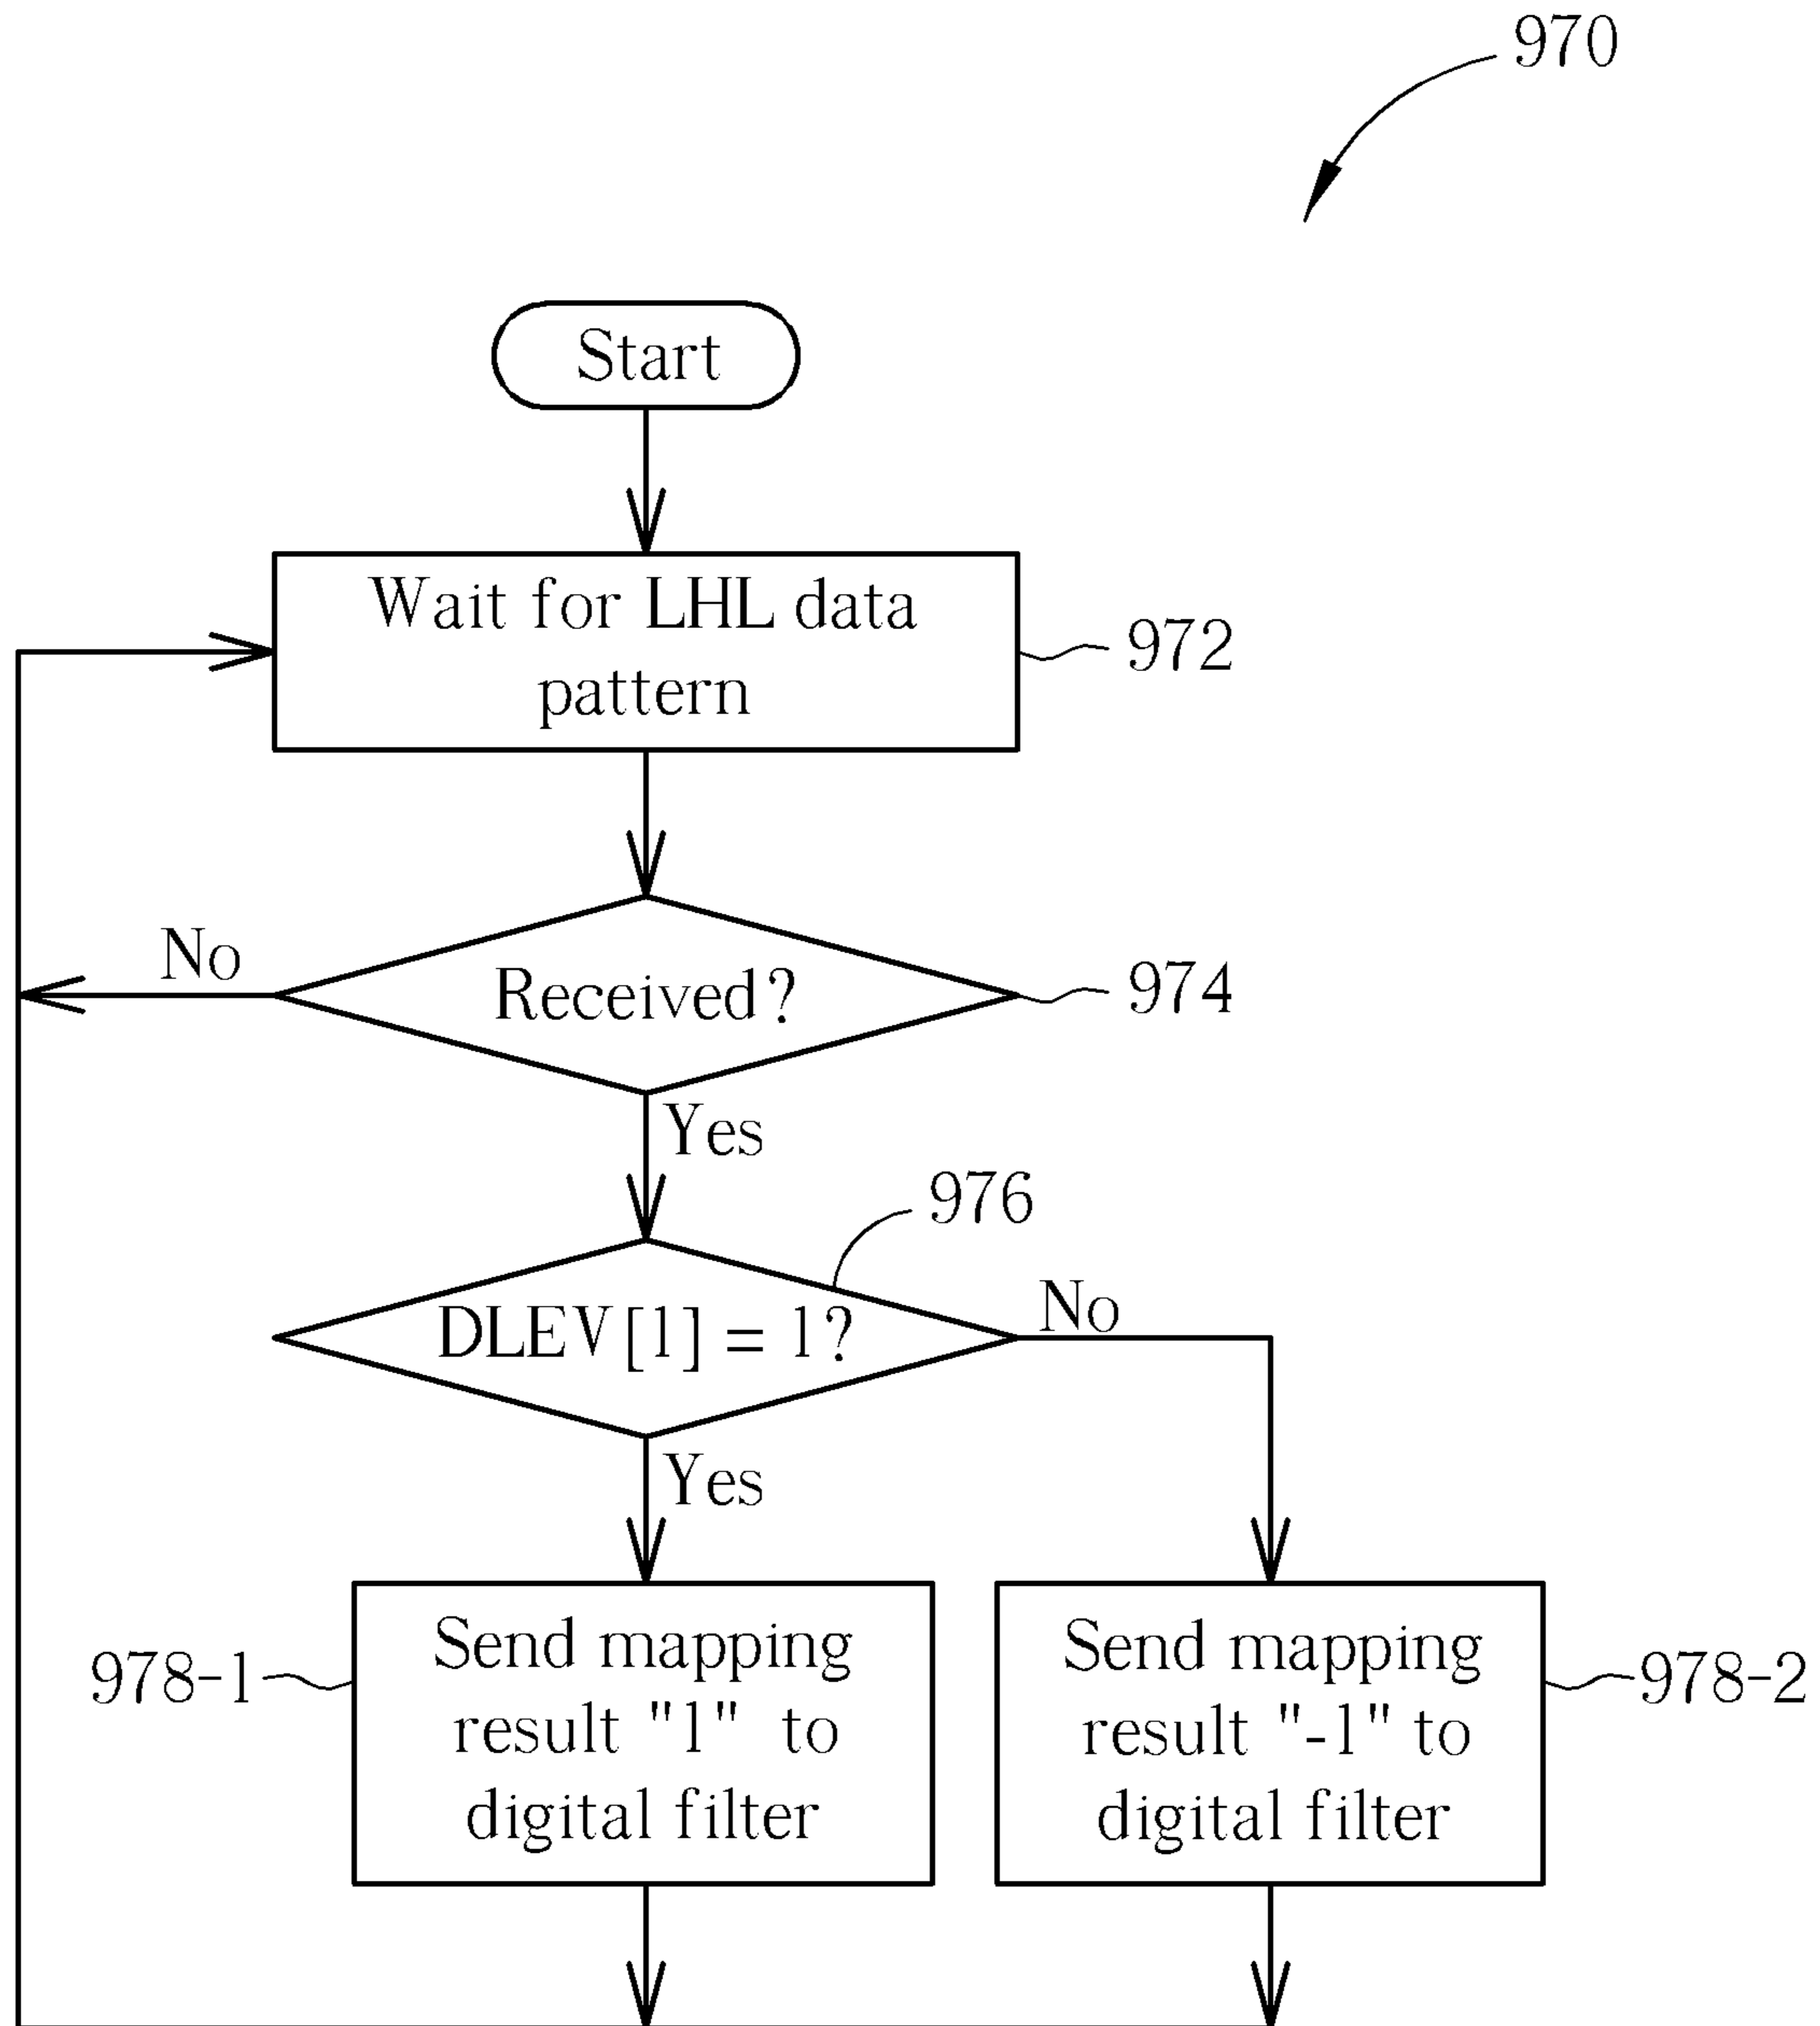 970
Start
Wait for LHL data
pattern
972
No
Received?
974
Yes
976
DLEV[1] = 1?
No
Yes
978-1
Send mapping
result "1" to
digital filter
Send mapping
result "-1" to
digital filter
978-2